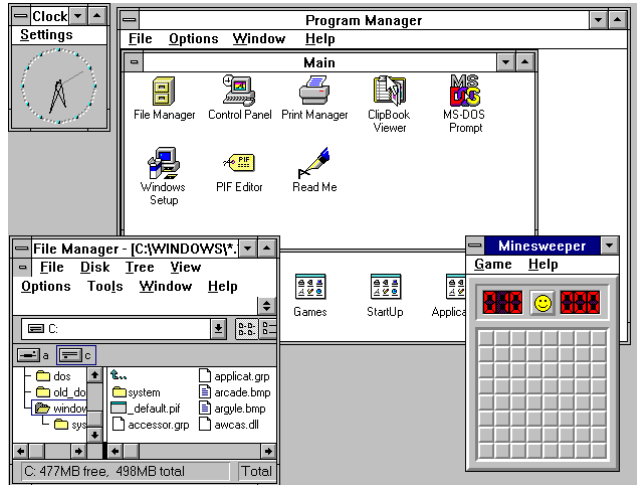 Clock
Settings
Program Manager
File Options Window Help
Main
File Manager
Control Panel
Print Manager
ClipBook
Viewer
MS-DOS
Prompt
Windows
Setup
PIF Editor
Read Me
Games
StartUp
Applica
File Manager - [C:\WINDOWS\*.
File Disk Tree View
Options Tools Window Help
C:
a
c
dos
old_do
window
sys
system
_default.pif
accessor.grp
applicat.grp
arcade.bmp
argyle.bmp
awcas.dll
C: 477MB free, 498MB total
Total
Minesweeper
Game Help